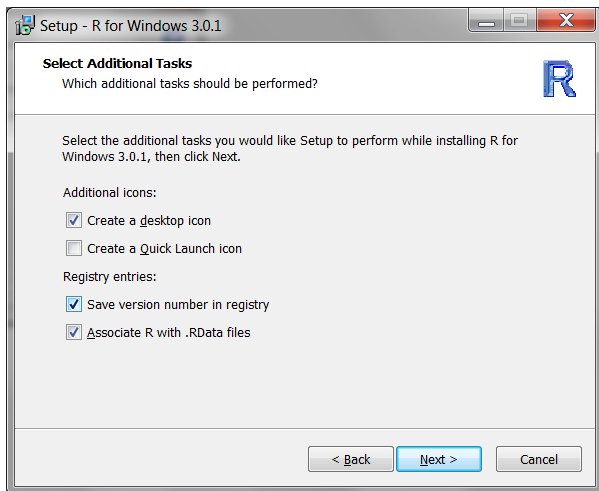 Setup - R for Windows 3.0.1
Select Additional Tasks
Which additional tasks should be performed?
R
Select the additional tasks you would like Setup to perform while installing R for
Windows 3.0.1, then click Next.
Additional icons:
Create a desktop icon
Create a Quick Launch icon
Registry entries:
Save version number in registry
Associate R with .RData files
< Back
Next >
Cancel